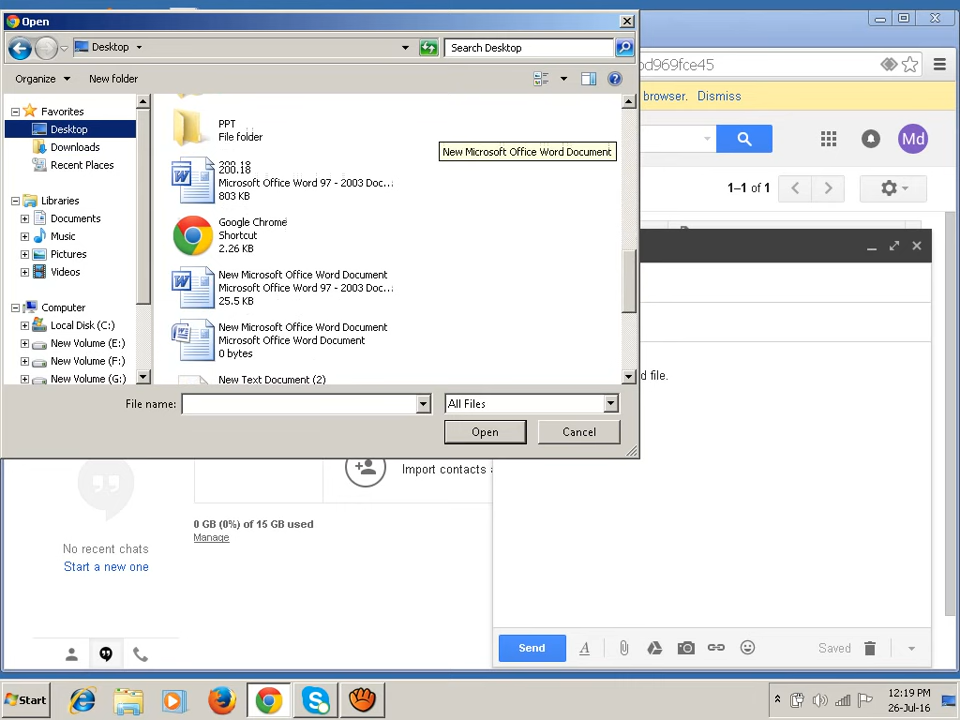 Open
Desktop
Search Desktop
d969fce45
Organize
New folder
browser. Dismiss
Favorites
Desktop
Downloads
Recent Places
Libraries
Documents
Music
Pictures
Videos
Computer
Local Disk (C:)
New Volume (E:)
New Volume (F:)
New Volume (G:)
PPT
File folder
200.18
Microsoft Office Word 97 - 2003 Doc...
803 KB
Google Chrome
Shortcut
2.26 KB
New Microsoft Office Word Document
Microsoft Office Word 97 - 2003 Doc...
25.5 KB
New Microsoft Office Word Document
Microsoft Office Word Document
0 bytes
New Text Document (2)
New Microsoft Office Word Document
File name:
All Files
Open
Cancel
Md
1–1 of 1
d file.
Import contacts
0 GB (0%) of 15 GB used
Manage
No recent chats
Start a new one
Send
Saved
Start
12:19 PM
26-Jul-16